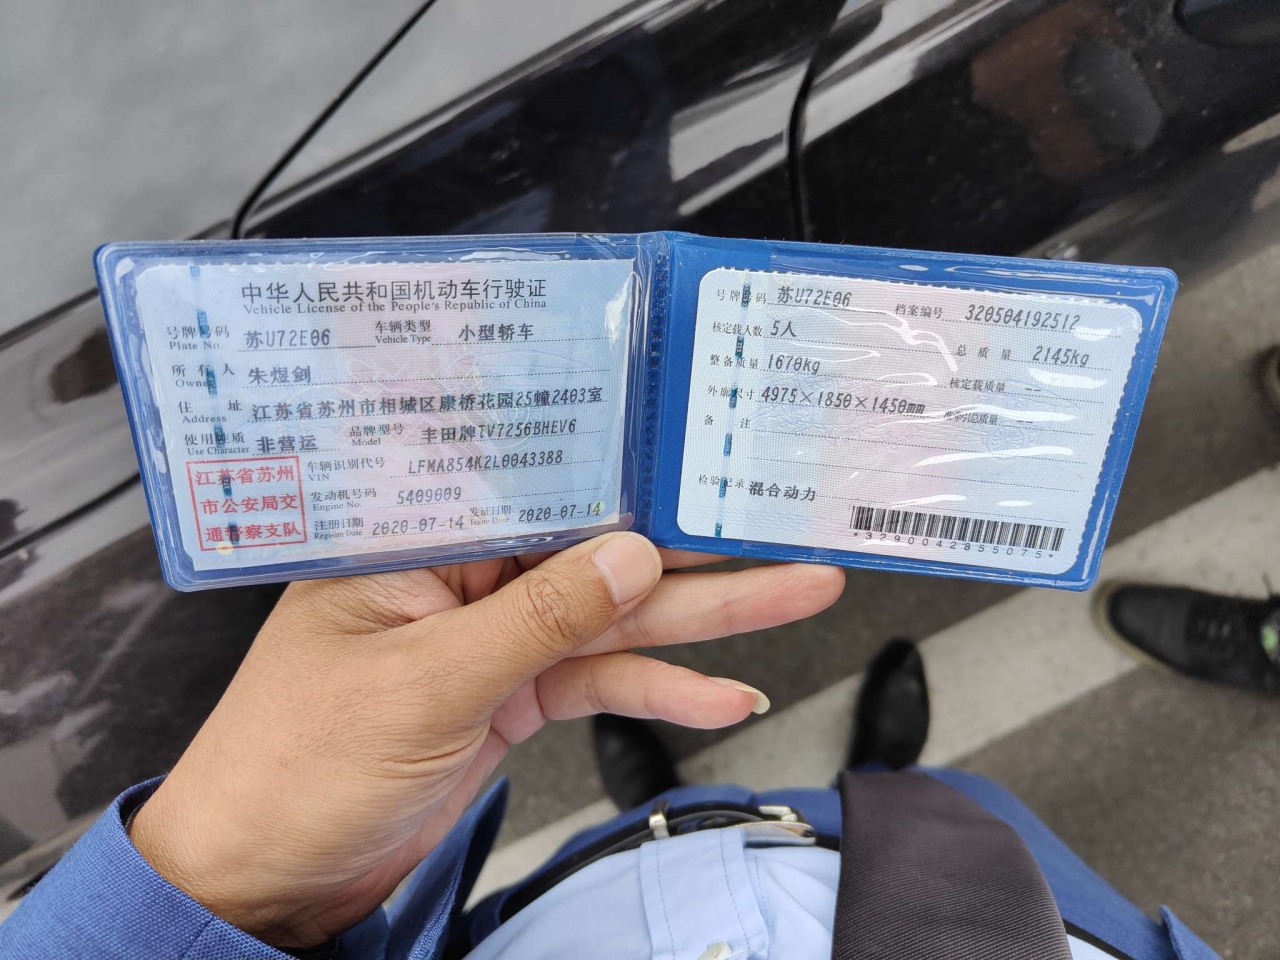 中华人民共和国机动车行驶证
Vehicle License of the People's Republic of China
号牌号码 苏U72E06 车辆类型 小型轿车
Plate No. Vehicle Type
所有人 朱煜剑
Owner
住址 江苏省苏州市相城区康桥花园25幢2403室
Address
使用性质 非营运 品牌型号 丰田牌TV7256BHEV6
Use Character Model
江苏省苏州
市公安局交
通警察支队
车辆识别代号 LFMA854K2L0043388
VIN
发动机号码 5409009
Engine No.
注册日期 2020-07-14 发证日期 2020-07-14
Register Date Issue Date
号牌号码 苏U72E06 档案编号 320504192512
核定载人数 5人 总质量 2145kg
整备质量 1670kg 核定载质量 --
外廓尺寸 4975×1850×1450mm 准牵引总质量 --
备注
检验记录 混合动力
*3290042855075*